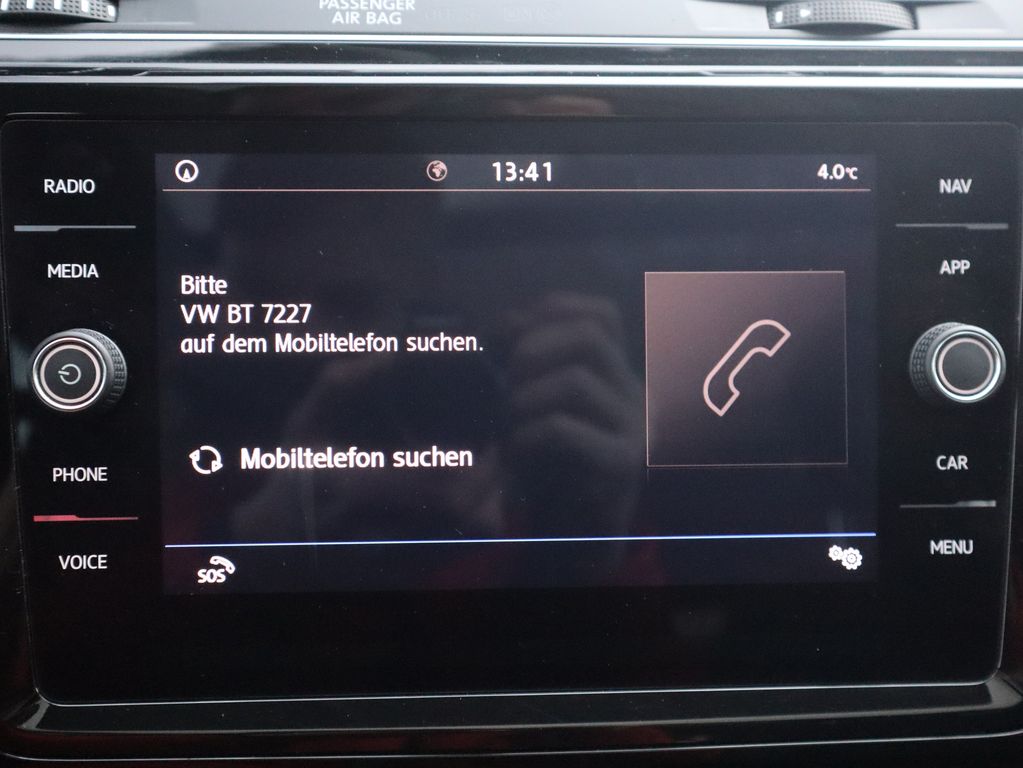 PASSENGER
AIR BAG
RADIO
MEDIA
PHONE
VOICE
13:41
4.0°C
Bitte
VW BT 7227
auf dem Mobiltelefon suchen.
Mobiltelefon suchen
SOS
NAV
APP
CAR
MENU